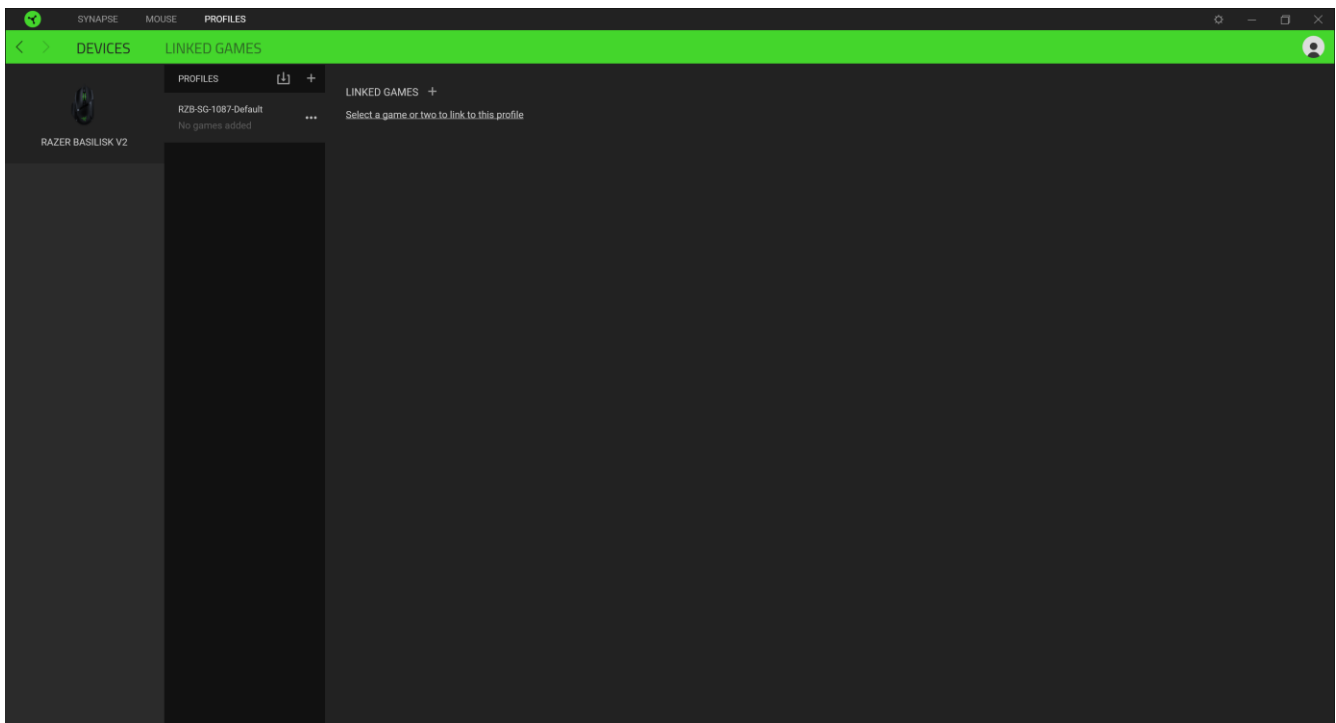 SYNAPSE MOUSE PROFILES
DEVICES LINKED GAMES
RAZER BASILISK V2
PROFILES
RZB-SG-1087-Default
No games added
LINKED GAMES
Select a game or two to link to this profile